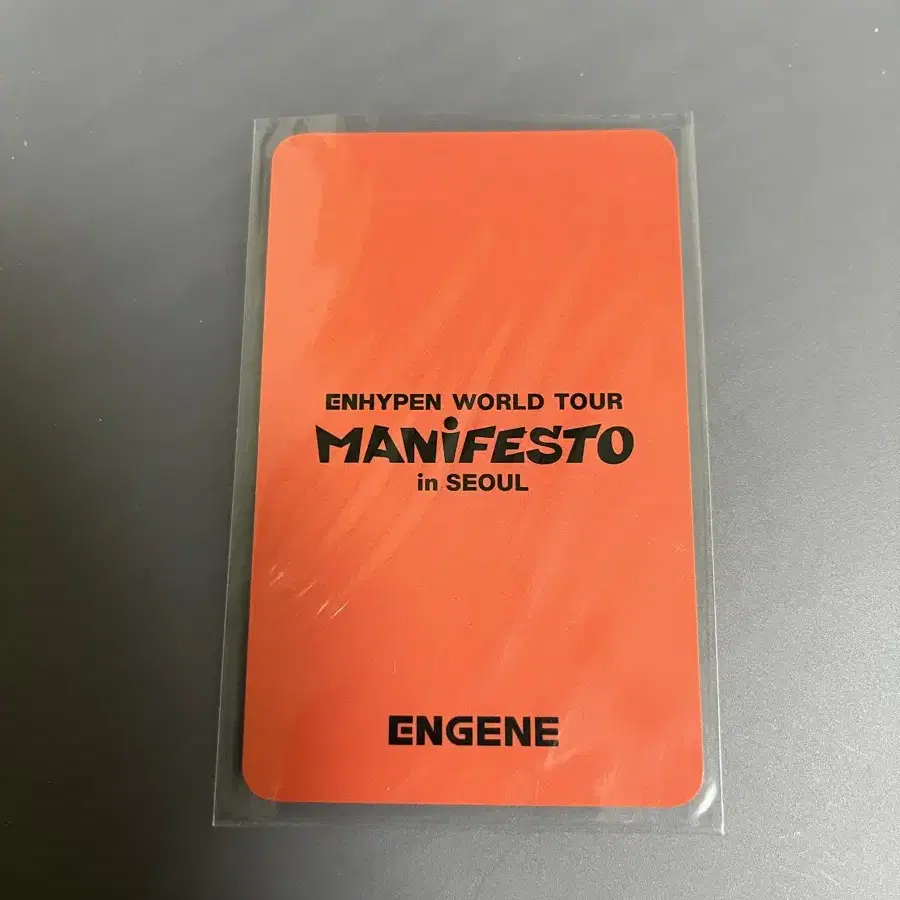 ENHYPEN WORLD TOUR
MANiFESTO
in SEOUL
ENGENE